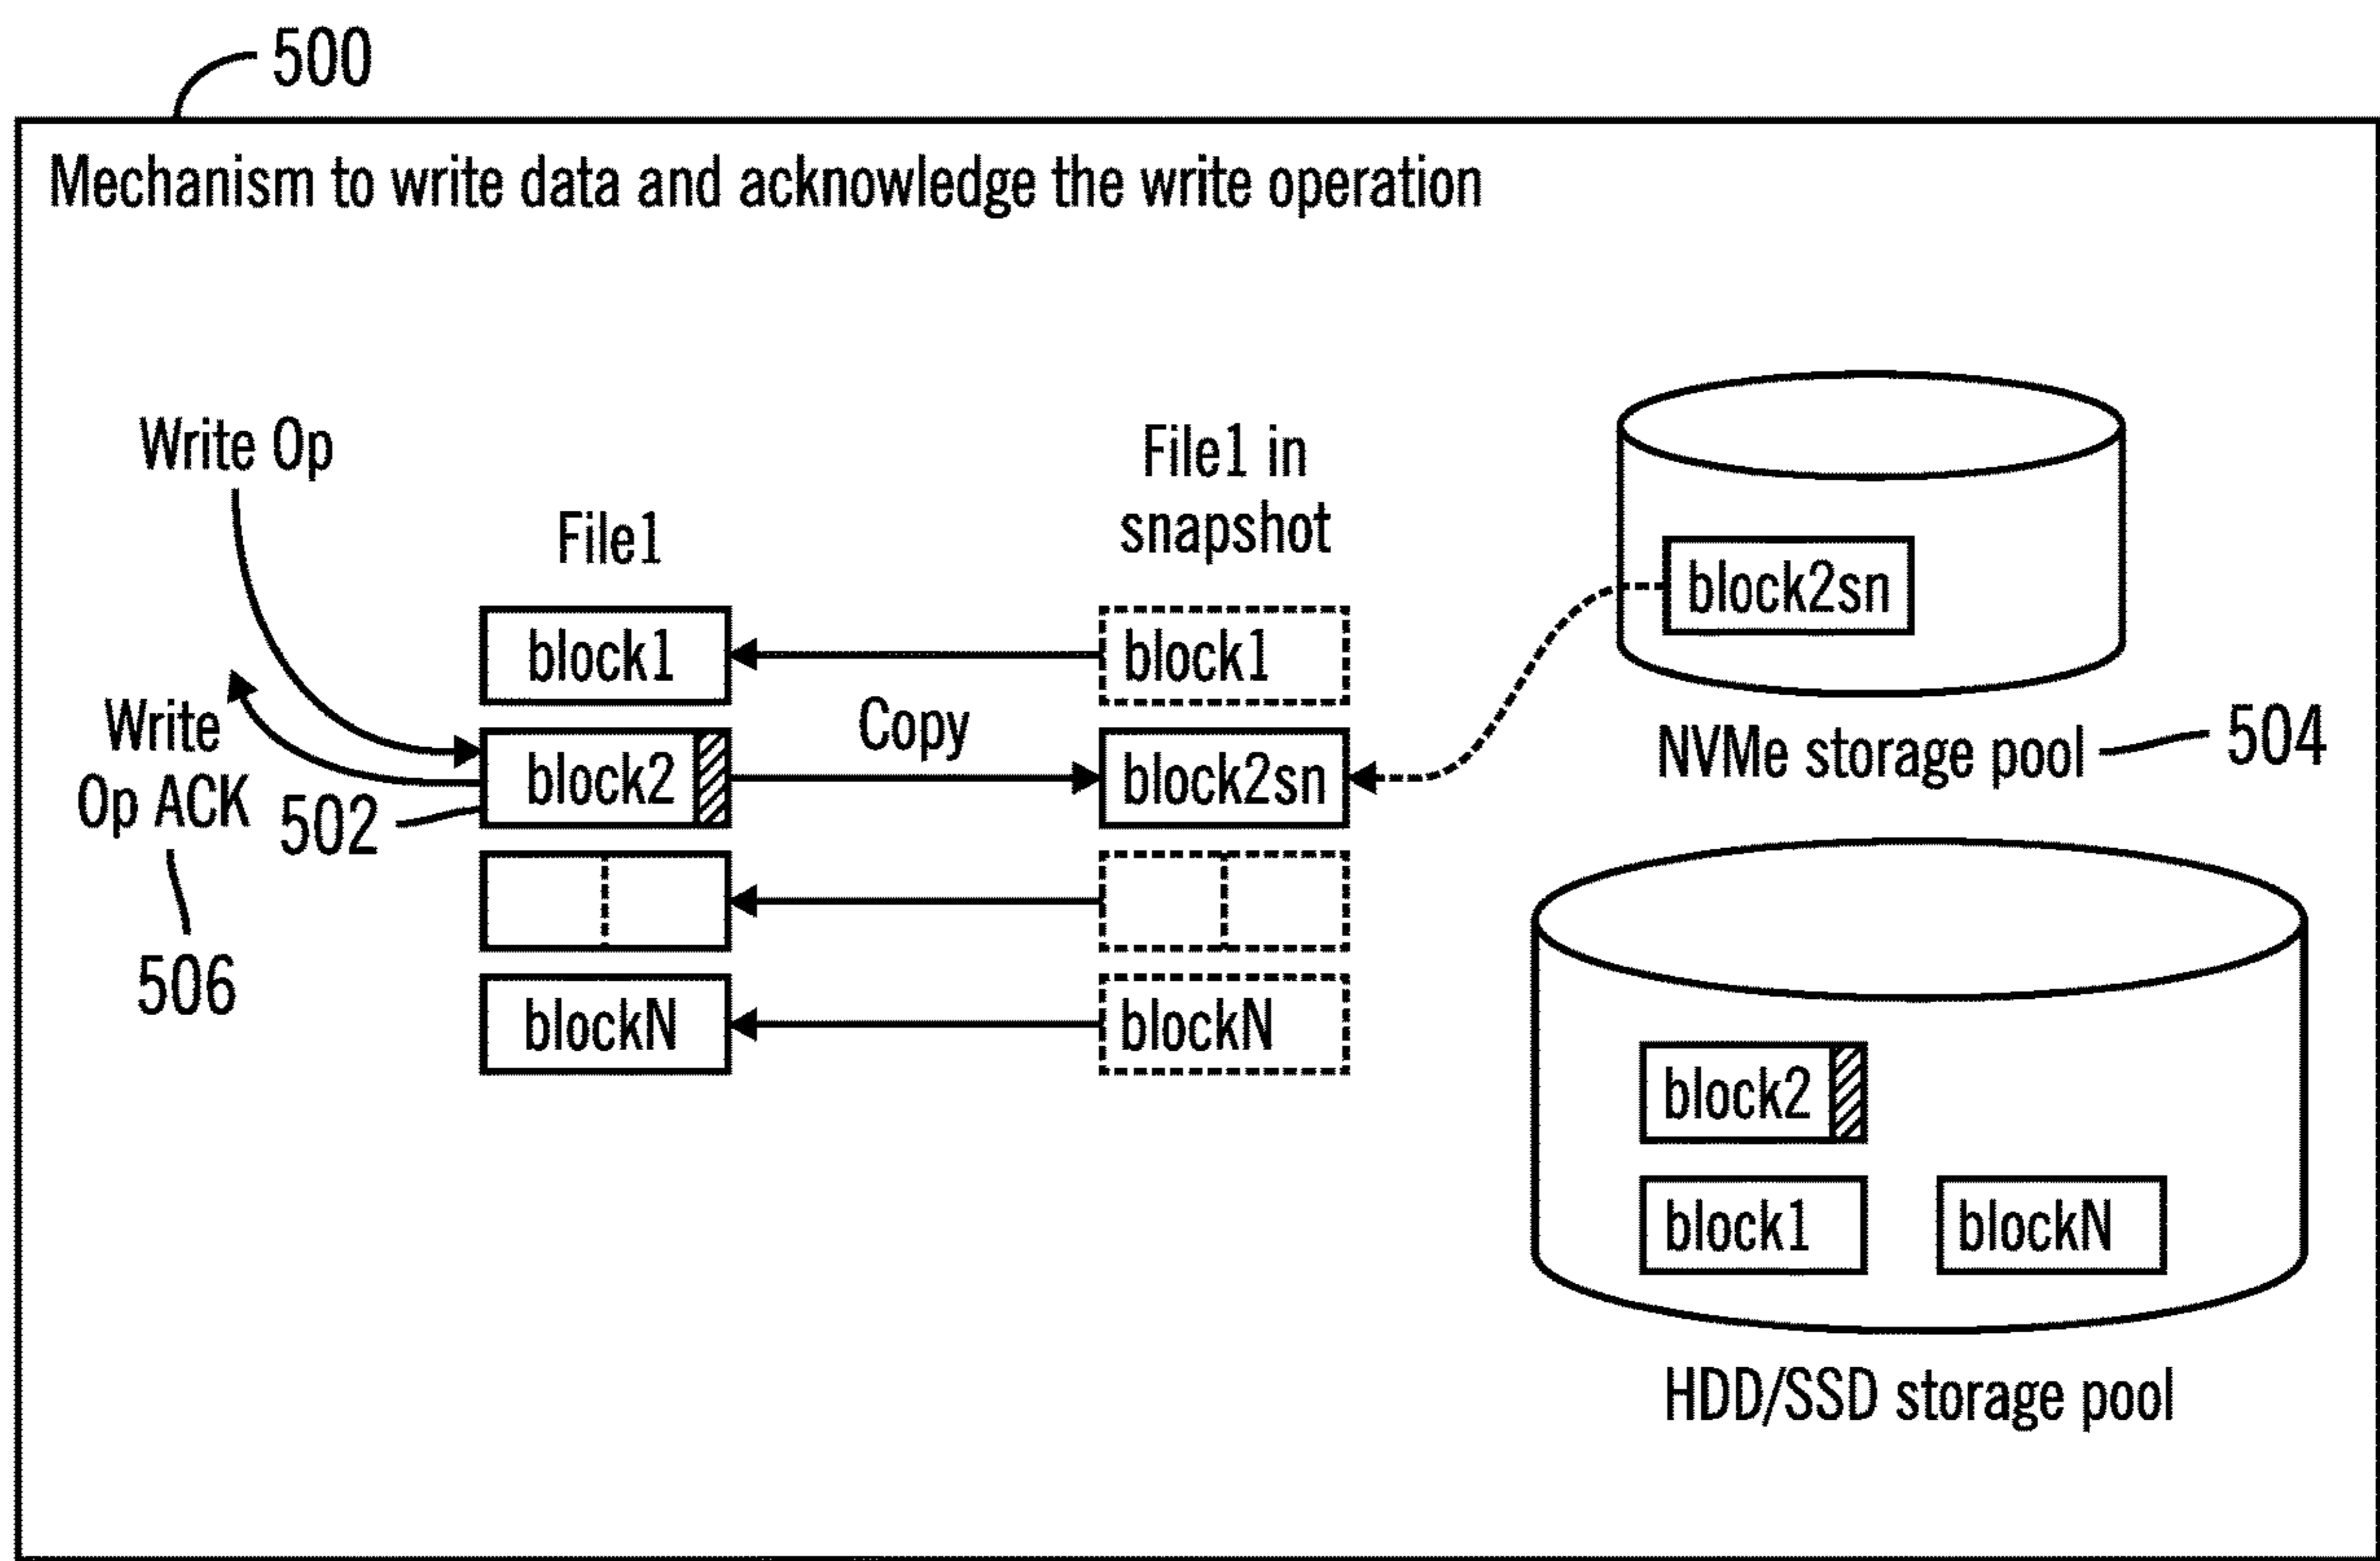 500
Mechanism to write data and acknowledge the write operation
Write Op
File1
File1 in
snapshot
block2sn
block1
block1
Write
Op ACK
Copy
NVMe storage pool
504
block2
block2sn
502
506
blockN
blockN
block2
block1
blockN
HDD/SSD storage pool